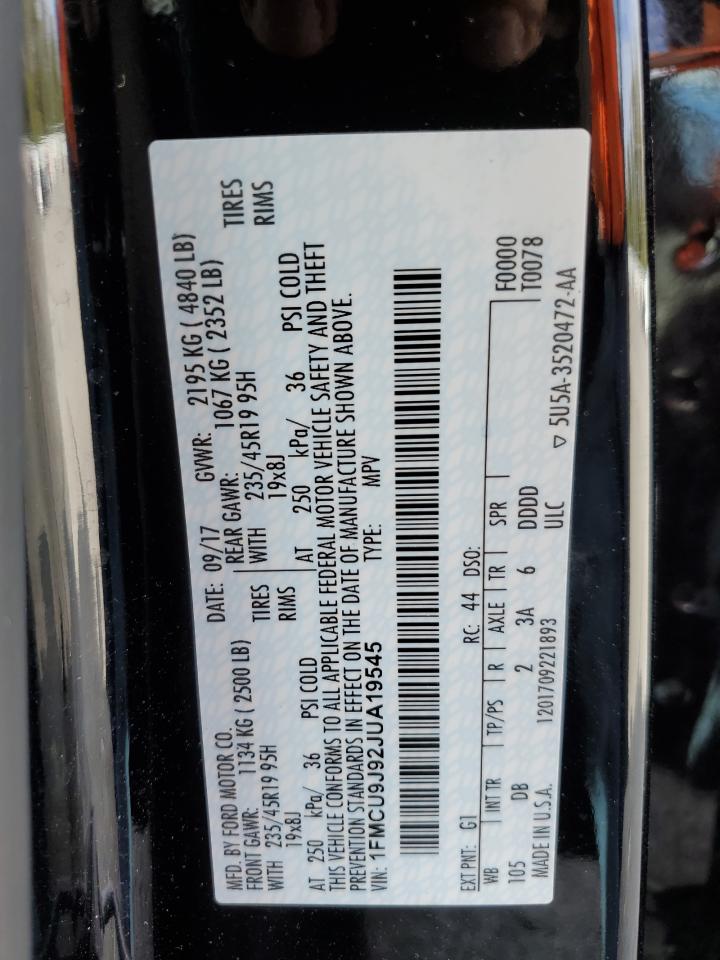 MFD. BY FORD MOTOR CO. DATE: 09/17 GVWR: 2195 KG ( 4840 LB)
FRONT GAWR: 1134 KG ( 2500 LB) REAR GAWR: 1067 KG ( 2352 LB)
WITH 235/45R19 95H TIRES WITH 235/45R19 95H TIRES
19x8J RIMS 19x8J RIMS
AT 250 kPa/ 36 PSI COLD AT 250 kPa/ 36 PSI COLD
THIS VEHICLE CONFORMS TO ALL APPLICABLE FEDERAL MOTOR VEHICLE SAFETY AND THEFT
PREVENTION STANDARDS IN EFFECT ON THE DATE OF MANUFACTURE SHOWN ABOVE.
VIN: 1FMCU9J92JUA19545 TYPE: MPV
EXT PNT: G1 RC: 44 DSO:
WB INT TR TP/PS R AXLE TR SPR F0000
105 DB 2 3A 6 DDDD T0078
MADE IN U.S.A. 1201709221893 ULC ▽ 5U5A-3520472-AA